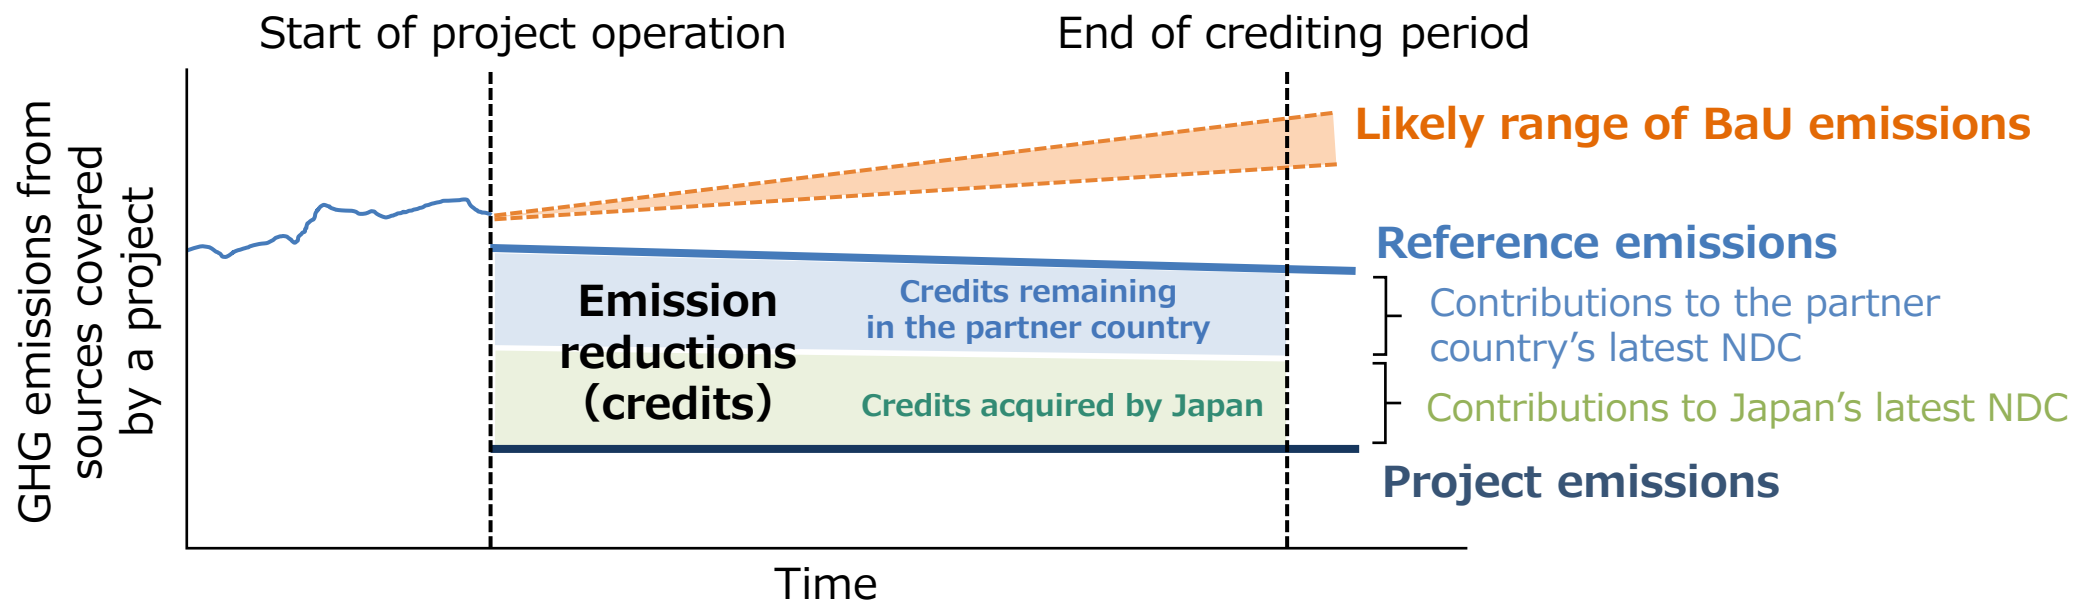 Start of project operation
End of crediting period
GHG emissions from
sources covered
by a project
Likely range of BaU emissions
Reference emissions
Emission
reductions
(credits)
Credits remaining
in the partner country
Contributions to the partner
country’s latest NDC
Credits acquired by Japan
Contributions to Japan’s latest NDC
Project emissions
Time